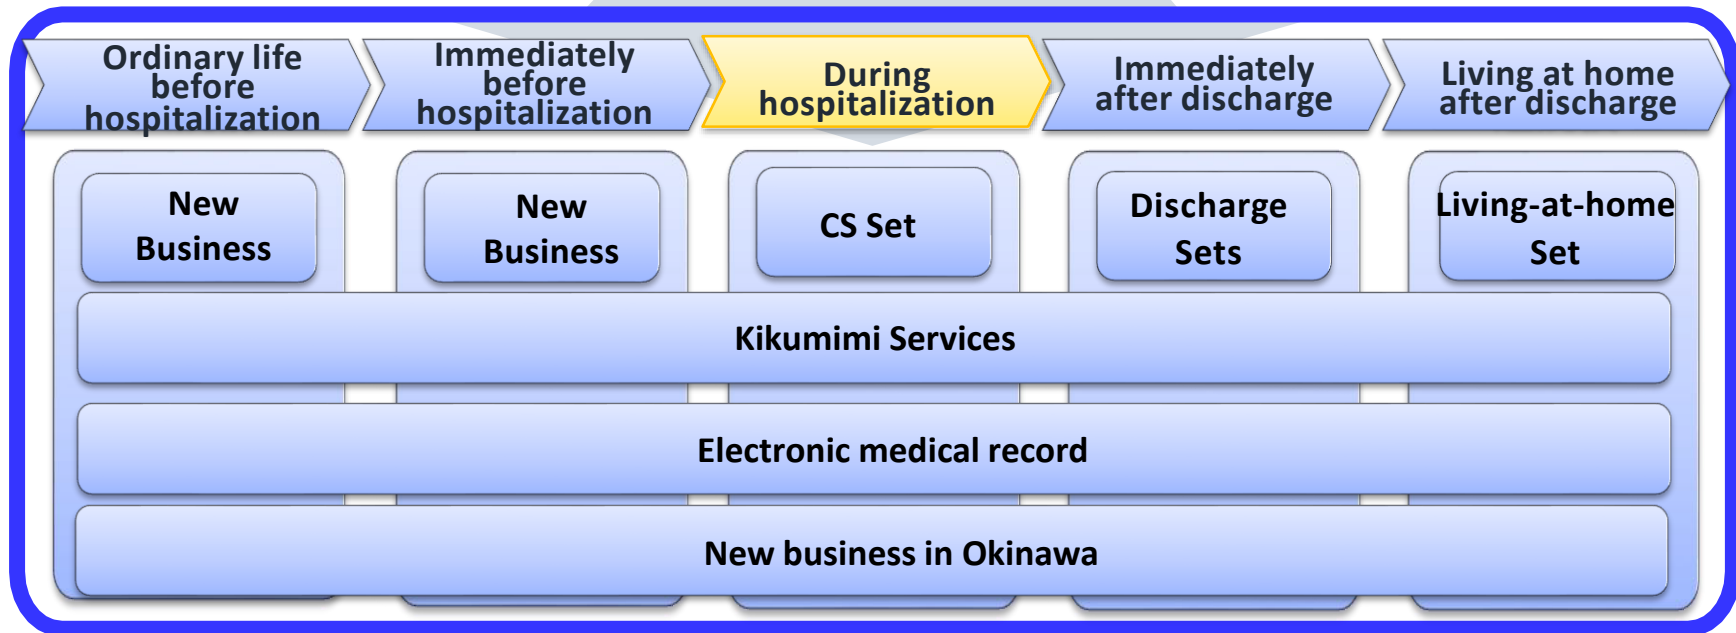 Ordinary life
before
hospitalization
Immediately
before
hospitalization
During
hospitalization
Immediately
after discharge
Living at home
after discharge
New
Business
New
Business
CS Set
Discharge
Sets
Living-at-home
Set
Kikumimi Services
Electronic medical record
New business in Okinawa